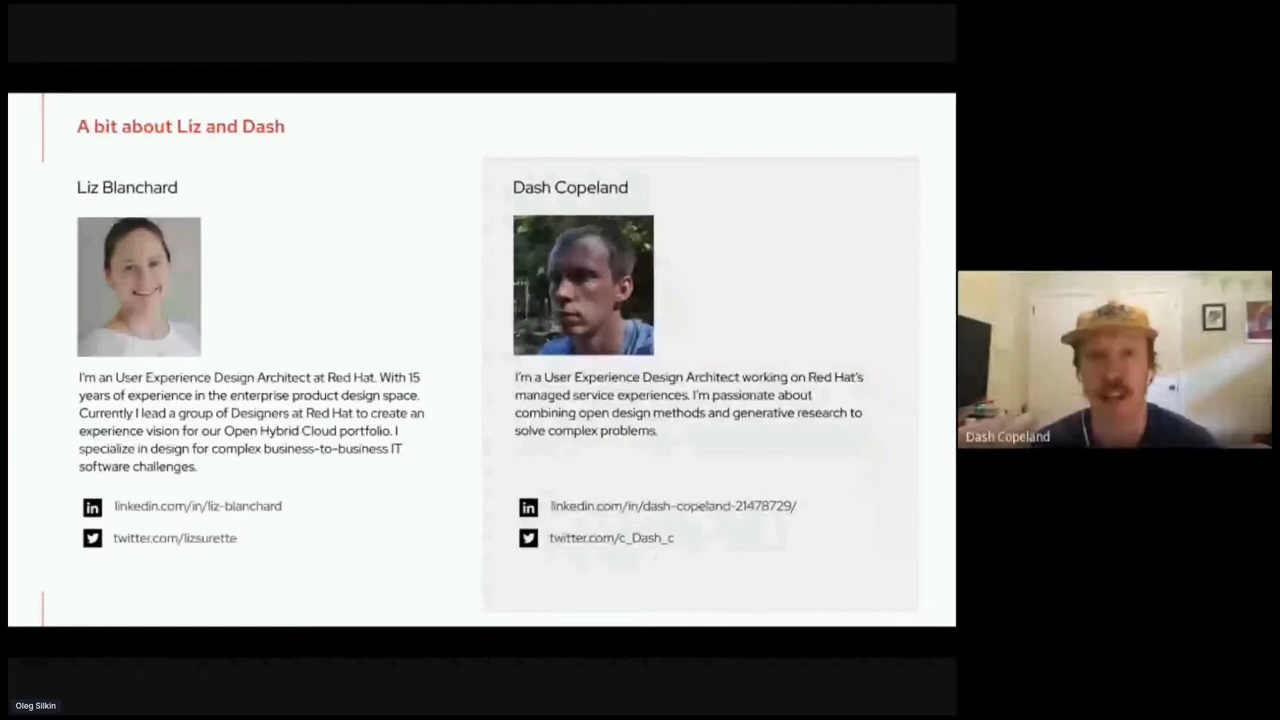 A bit about Liz and Dash
Liz Blanchard
I'm an User Experience Design Architect at Red Hat. With 15
years of experience in the enterprise product design space.
Currently I lead a group of Designers at Red Hat to create an
experience vision for our Open Hybrid Cloud portfolio. I
specialize in design for complex business-to-business IT
software challenges.
in
linkedin.com/in/liz-blanchard
twitter.com/lizsurette
Dash Copeland
I'm a User Experience Design Architect working on Red Hat's
managed service experiences. I'm passionate about
combining open design methods and generative research to
solve complex problems.
in
linkedin.com/in/dash-copeland-21478729/
twitter.com/c_Dash_c
Dash Copeland
Oleg Silkin